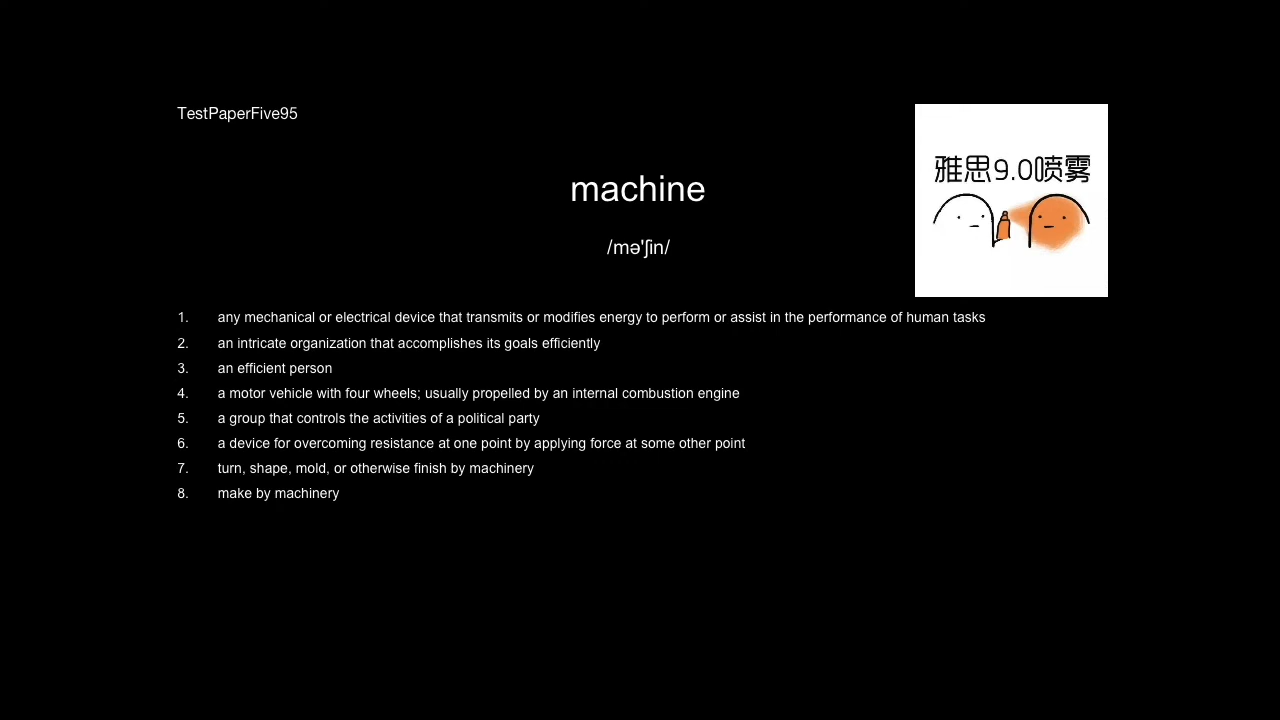 TestPaperFive95
雅思9.0喷雾
machine
/mə'ʃin/
1. any mechanical or electrical device that transmits or modifies energy to perform or assist in the performance of human tasks
2. an intricate organization that accomplishes its goals efficiently
3. an efficient person
4. a motor vehicle with four wheels; usually propelled by an internal combustion engine
5. a group that controls the activities of a political party
6. a device for overcoming resistance at one point by applying force at some other point
7. turn, shape, mold, or otherwise finish by machinery
8. make by machinery